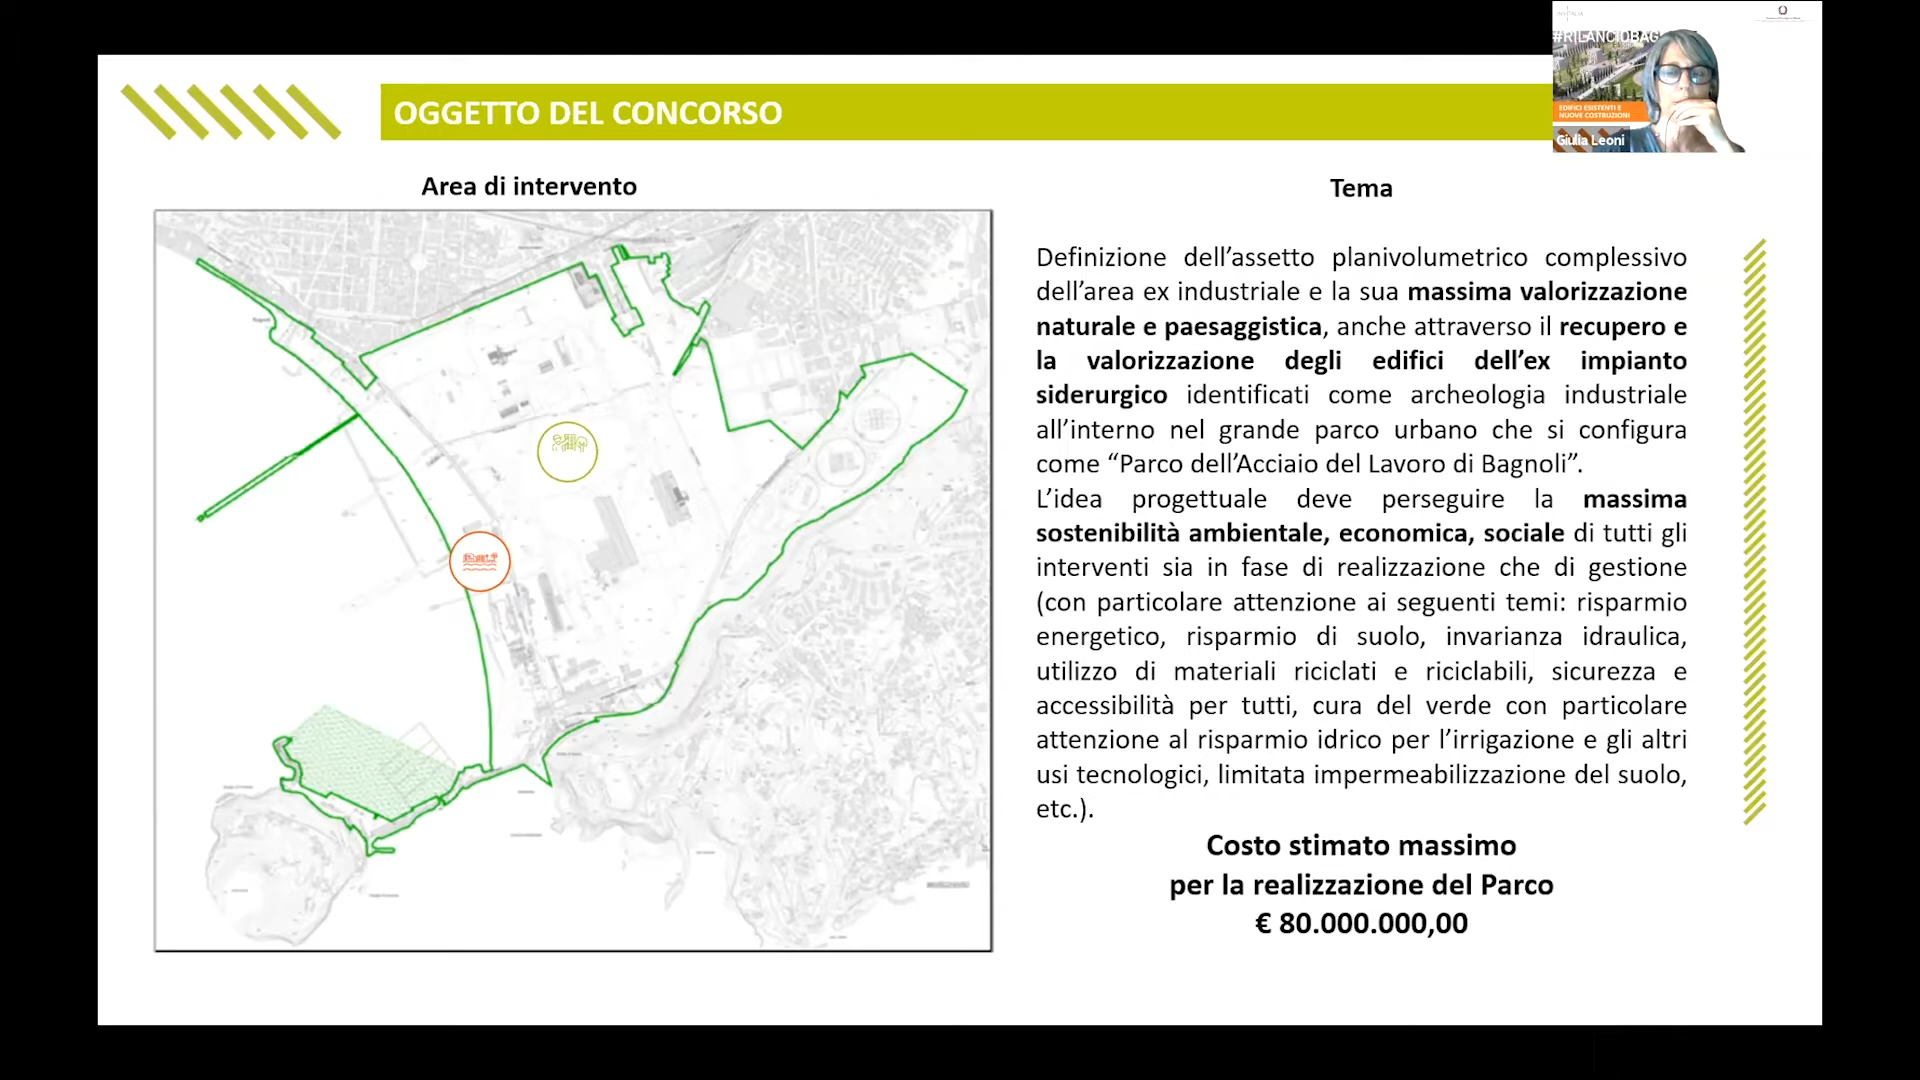 #RILANCIOBAG
EDIFICI ESISTENTI E
NUOVE COSTRUZIONI
Giulia Leoni
OGGETTO DEL CONCORSO
Area di intervento
Tema
Definizione dell’assetto planivolumetrico complessivo
dell’area ex industriale e la sua massima valorizzazione
naturale e paesaggistica, anche attraverso il recupero e
la valorizzazione degli edifici dell’ex impianto
siderurgico identificati come archeologia industriale
all’interno nel grande parco urbano che si configura
come “Parco dell’Acciaio del Lavoro di Bagnoli”.
L’idea progettuale deve perseguire la massima
sostenibilità ambientale, economica, sociale di tutti gli
interventi sia in fase di realizzazione che di gestione
(con particolare attenzione ai seguenti temi: risparmio
energetico, risparmio di suolo, invarianza idraulica,
utilizzo di materiali riciclati e riciclabili, sicurezza e
accessibilità per tutti, cura del verde con particolare
attenzione al risparmio idrico per l’irrigazione e gli altri
usi tecnologici, limitata impermeabilizzazione del suolo,
etc.).
Costo stimato massimo
per la realizzazione del Parco
€ 80.000.000,00